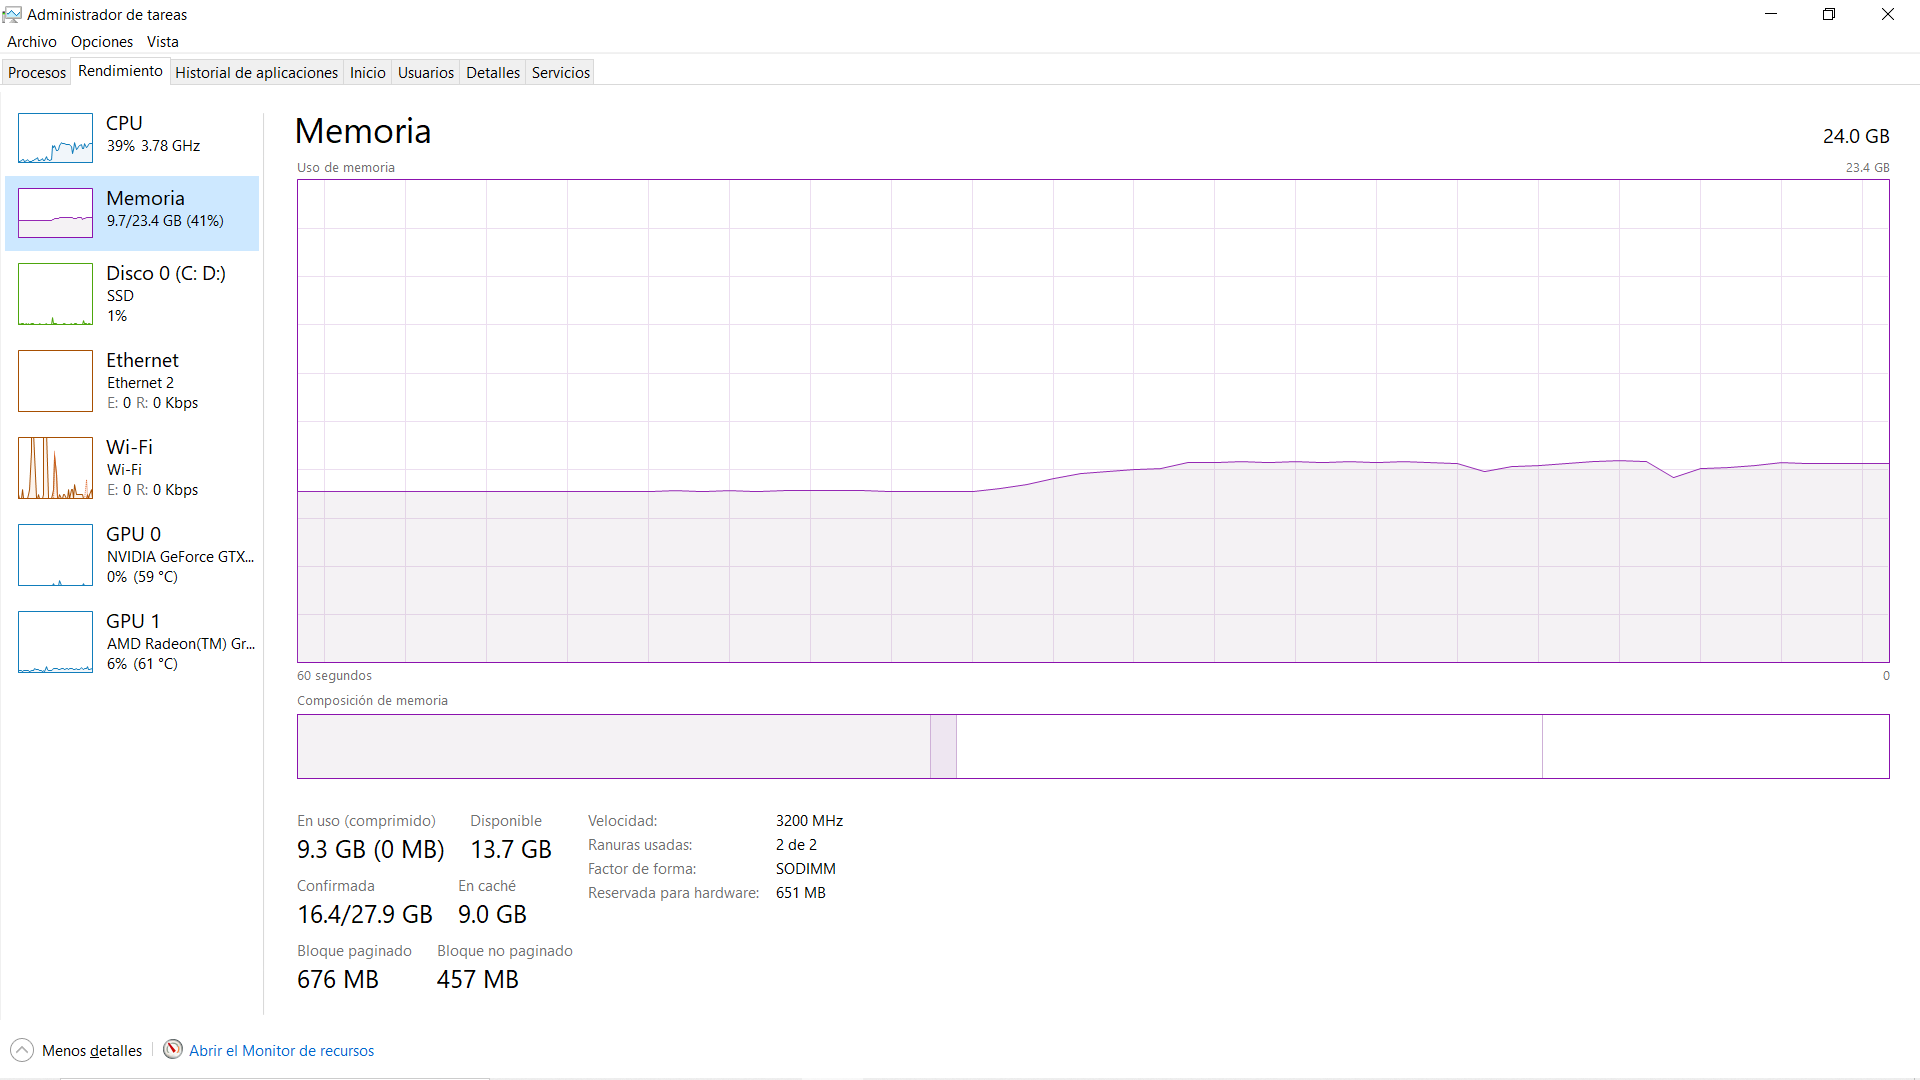 Administrador de tareas
Archivo Opciones Vista
Procesos Rendimiento Historial de aplicaciones Inicio Usuarios Detalles Servicios
CPU
39% 3.78 GHz
Memoria
9.7/23.4 GB (41%)
Disco 0 (C: D:)
SSD
1%
Ethernet
Ethernet 2
E: 0 R: 0 Kbps
Wi-Fi
Wi-Fi
E: 0 R: 0 Kbps
GPU 0
NVIDIA GeForce GTX...
0% (59 °C)
GPU 1
AMD Radeon(TM) Gr...
6% (61 °C)
Memoria 24.0 GB
Uso de memoria 23.4 GB
60 segundos 0
Composición de memoria
En uso (comprimido) Disponible
9.3 GB (0 MB) 13.7 GB
Confirmada En caché
16.4/27.9 GB 9.0 GB
Bloque paginado Bloque no paginado
676 MB 457 MB
Velocidad: 3200 MHz
Ranuras usadas: 2 de 2
Factor de forma: SODIMM
Reservada para hardware: 651 MB
Menos detalles Abrir el Monitor de recursos